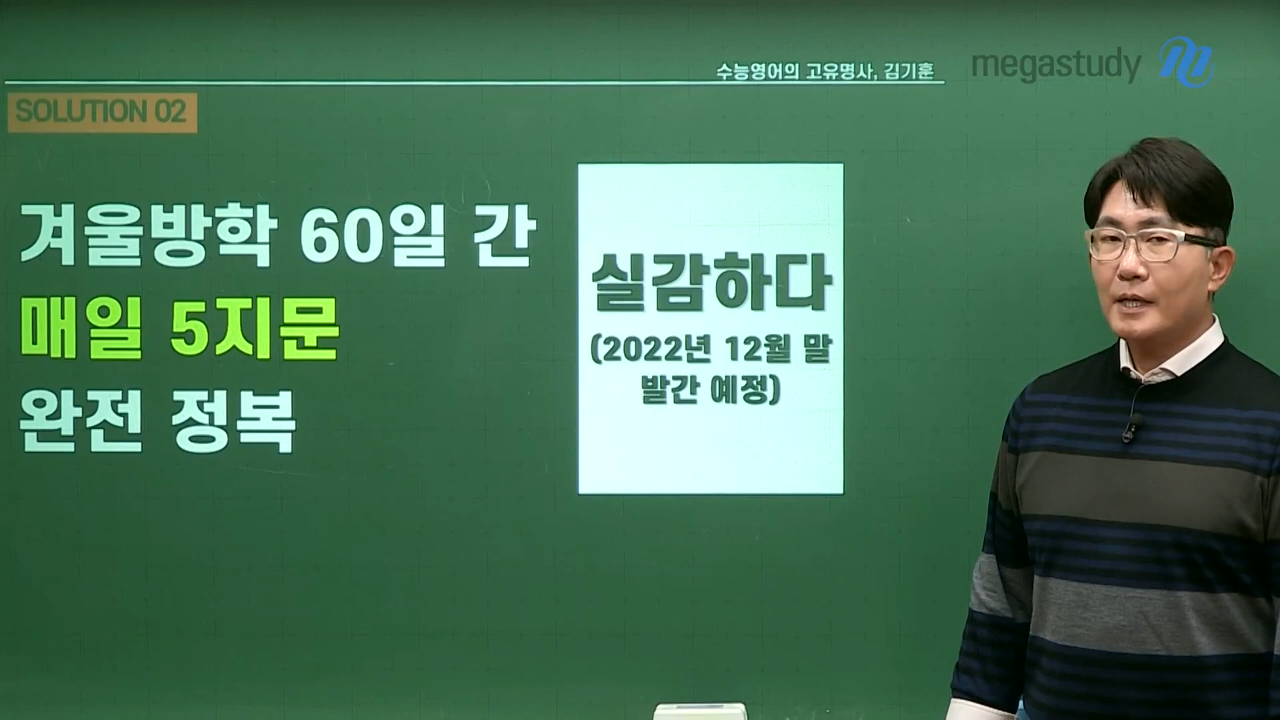 수능영어의 고유명사, 김기훈
megastudy
SOLUTION 02
겨울방학 60일 간
매일 5지문
완전 정복
실감하다
(2022년 12월 말
발간 예정)